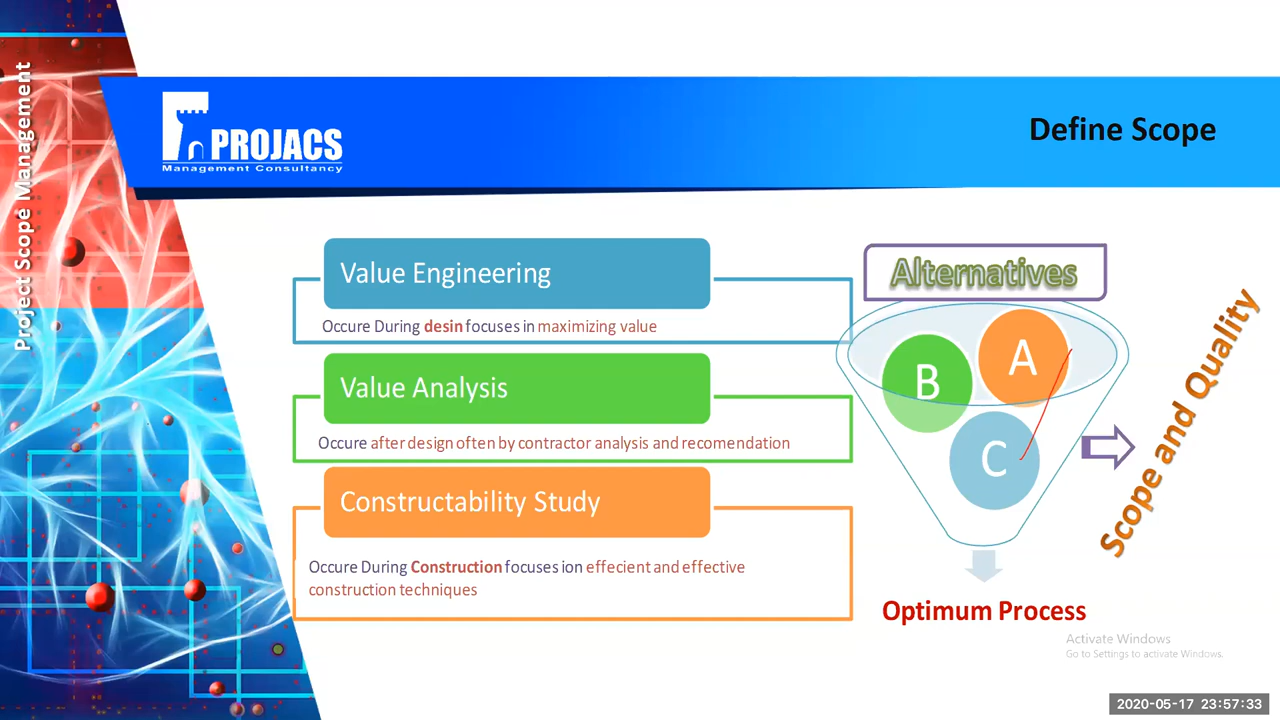 Project Scope Management
PROJACS
Management Consultancy
Define Scope
Value Engineering
Occure During desin focuses in maximizing value
Value Analysis
Occure after design often by contractor analysis and recomendation
Constructability Study
Occure During Construction focuses ion effecient and effective
construction techniques
Alternatives
B
A
C
Scope and Quality
Optimum Process
Activate Windows
Go to Settings to activate Windows.
2020-05-17 23:57:33